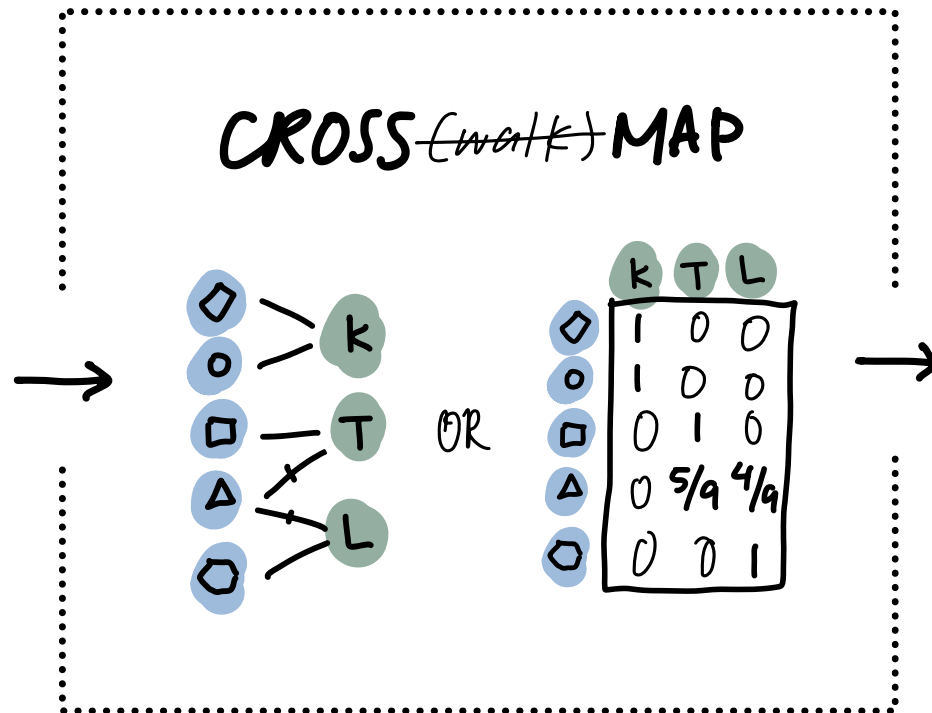 CROSS (walk) MAP
K T L
K
T
L
OR
1 0 0
1 0 0
0 1 0
0 5/9 4/9
0 0 1